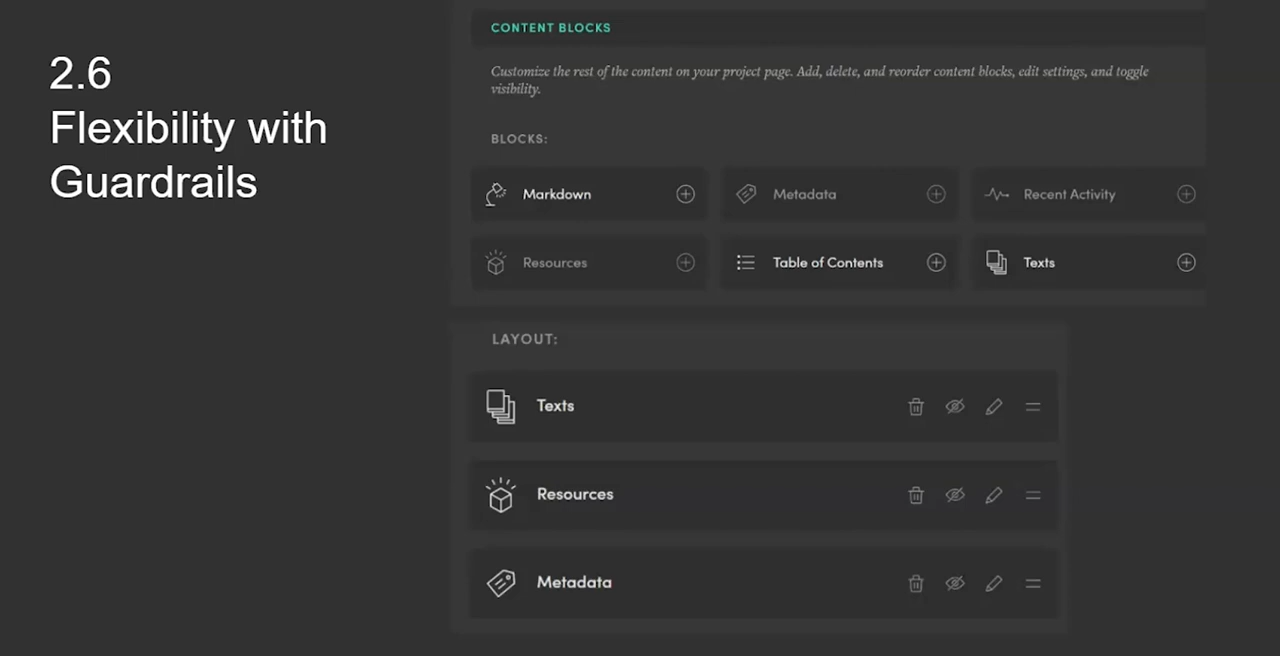 2.6
Flexibility with
Guardrails
CONTENT BLOCKS
Customize the rest of the content on your project page. Add, delete, and reorder content blocks, edit settings, and toggle
visibility.
BLOCKS:
Markdown
Metadata
Recent Activity
Resources
Table of Contents
Texts
LAYOUT:
Texts
Resources
Metadata